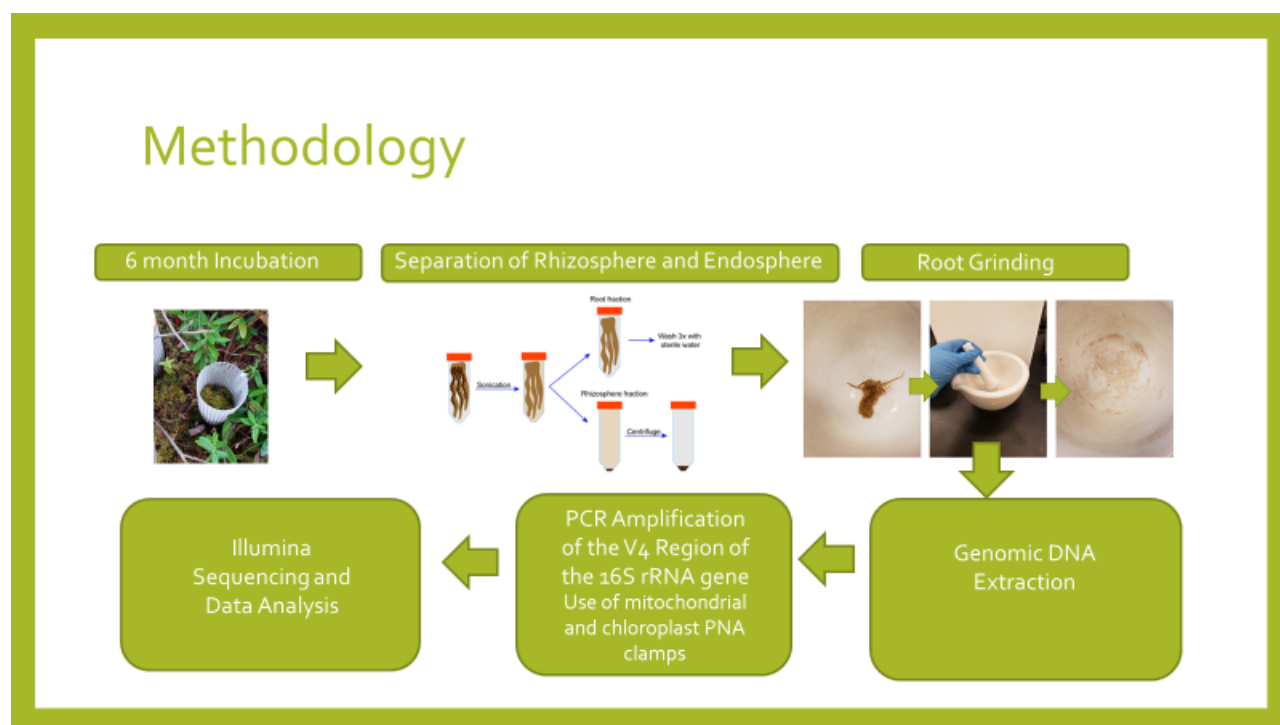 Methodology
6 month Incubation
Separation of Rhizosphere and Endosphere
Root Grinding
Root fraction
Wash 3x with
sterile water
Sonication
Rhizosphere fraction
Centrifuge
Genomic DNA
Extraction
PCR Amplification
of the V4 Region of
the 16S rRNA gene
Use of mitochondrial
and chloroplast PNA
clamps
Illumina
Sequencing and
Data Analysis